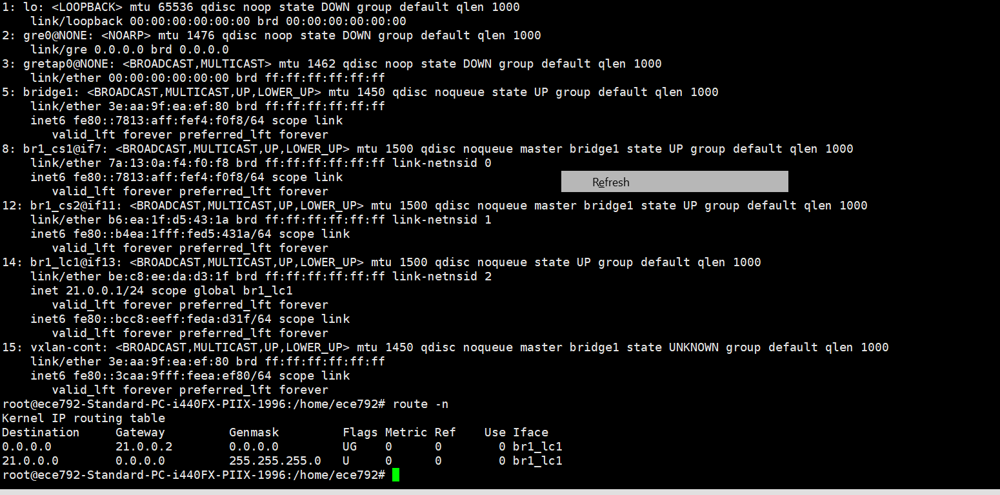 1: lo: <LOOPBACK> mtu 65536 qdisc noop state DOWN group default qlen 1000
    link/loopback 00:00:00:00:00:00 brd 00:00:00:00:00:00
2: gre0@NONE: <NOARP> mtu 1476 qdisc noop state DOWN group default qlen 1000
    link/gre 0.0.0.0 brd 0.0.0.0
3: gretap0@NONE: <BROADCAST,MULTICAST> mtu 1462 qdisc noop state DOWN group default qlen 1000
    link/ether 00:00:00:00:00:00 brd ff:ff:ff:ff:ff:ff
5: bridge1: <BROADCAST,MULTICAST,UP,LOWER_UP> mtu 1450 qdisc noqueue state UP group default qlen 1000
    link/ether 3e:aa:9f:ea:ef:80 brd ff:ff:ff:ff:ff:ff
    inet6 fe80::7813:aff:fef4:f0f8/64 scope link
       valid_lft forever preferred_lft forever
8: br1_cs1@if7: <BROADCAST,MULTICAST,UP,LOWER_UP> mtu 1500 qdisc noqueue master bridge1 state UP group default qlen 1000
    link/ether 7a:13:0a:f4:f0:f8 brd ff:ff:ff:ff:ff:ff link-netnsid 0
    inet6 fe80::7813:aff:fef4:f0f8/64 scope link
Refresh
       valid_lft forever preferred_lft forever
12: br1_cs2@if11: <BROADCAST,MULTICAST,UP,LOWER_UP> mtu 1500 qdisc noqueue master bridge1 state UP group default qlen 1000
    link/ether b6:ea:1f:d5:43:1a brd ff:ff:ff:ff:ff:ff link-netnsid 1
    inet6 fe80::b4ea:1fff:fed5:431a/64 scope link
       valid_lft forever preferred_lft forever
14: br1_lc1@if13: <BROADCAST,MULTICAST,UP,LOWER_UP> mtu 1500 qdisc noqueue state UP group default qlen 1000
    link/ether be:c8:ee:da:d3:1f brd ff:ff:ff:ff:ff:ff link-netnsid 2
    inet 21.0.0.1/24 scope global br1_lc1
       valid_lft forever preferred_lft forever
    inet6 fe80::bcc8:eeff:feda:d31f/64 scope link
       valid_lft forever preferred_lft forever
15: vxlan-cont: <BROADCAST,MULTICAST,UP,LOWER_UP> mtu 1450 qdisc noqueue master bridge1 state UNKNOWN group default qlen 1000
    link/ether 3e:aa:9f:ea:ef:80 brd ff:ff:ff:ff:ff:ff
    inet6 fe80::3caa:9fff:feea:ef80/64 scope link
       valid_lft forever preferred_lft forever
root@ece792-Standard-PC-i440FX-PIIX-1996:/home/ece792# route -n
Kernel IP routing table
Destination     Gateway         Genmask         Flags Metric Ref    Use Iface
0.0.0.0         21.0.0.2        0.0.0.0         UG    0      0        0 br1_lc1
21.0.0.0        0.0.0.0         255.255.255.0   U     0      0        0 br1_lc1
root@ece792-Standard-PC-i440FX-PIIX-1996:/home/ece792#